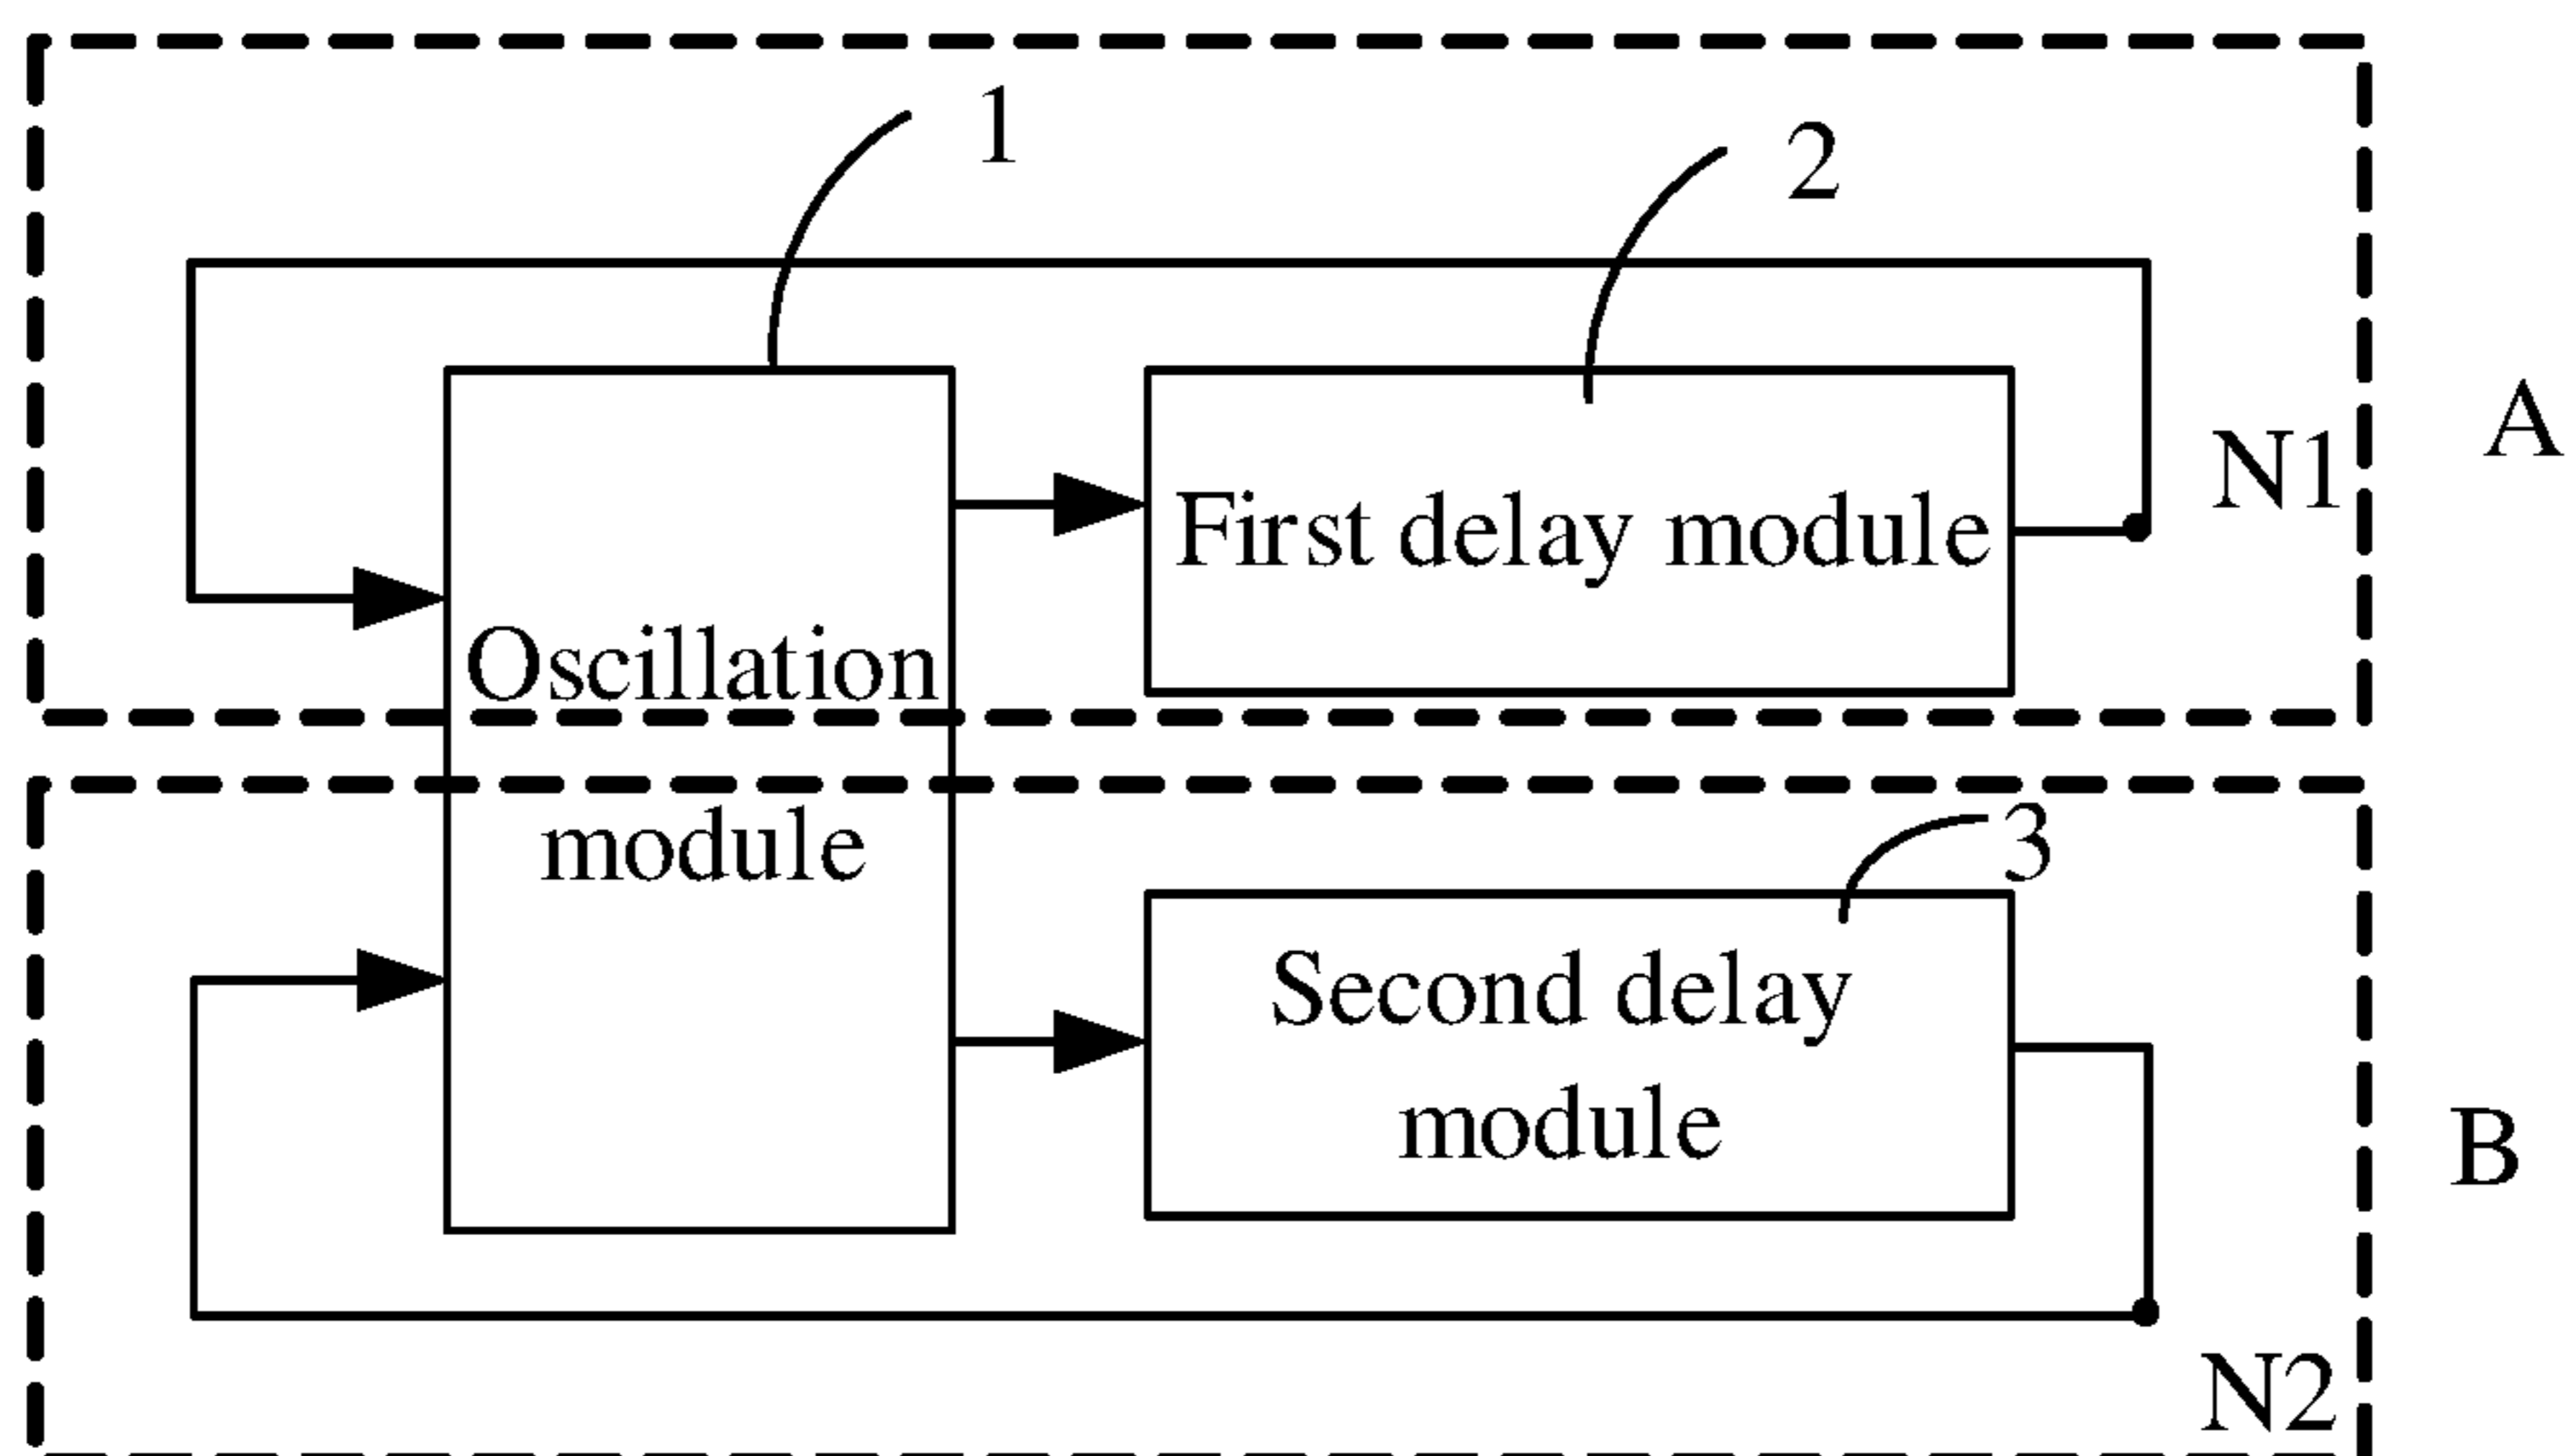 1
2
A
N1
First delay module
Oscillation
module
3
Second delay
module
B
N2